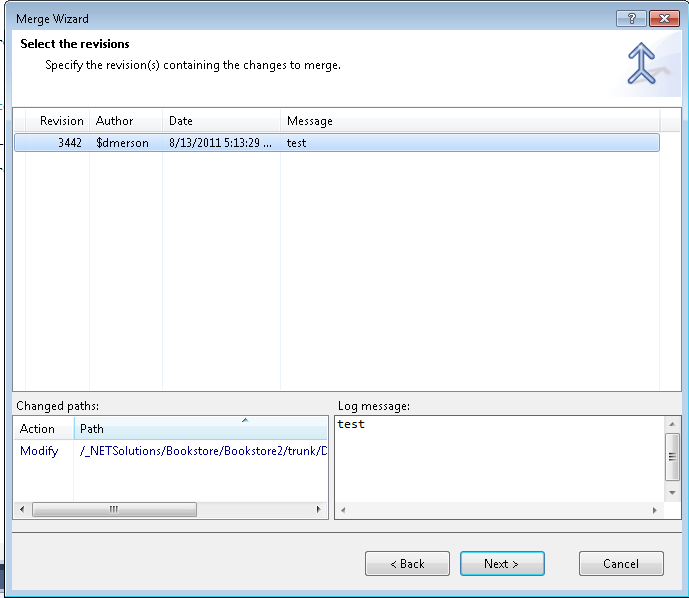 Merge Wizard
?
Select the revisions
Specify the revision(s) containing the changes to merge.
Revision Author Date Message
3442 $dmerson 8/13/2011 5:13:29 ... test
Changed paths:
Action Path
Modify /_NETSolutions/Bookstore/Bookstore2/trunk/D
Log message:
test
< Back Next > Cancel